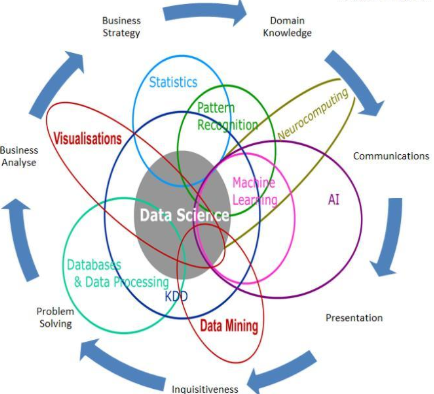 Business
Strategy
Domain
Knowledge
Statistics
Pattern
Recognition
Neurocomputing
Visualisations
Business
Analyse
Communications
Machine
Learning
AI
Data Science
Databases
& Data Processing
KDD
Problem
Solving
Data Mining
Presentation
Inquisitiveness